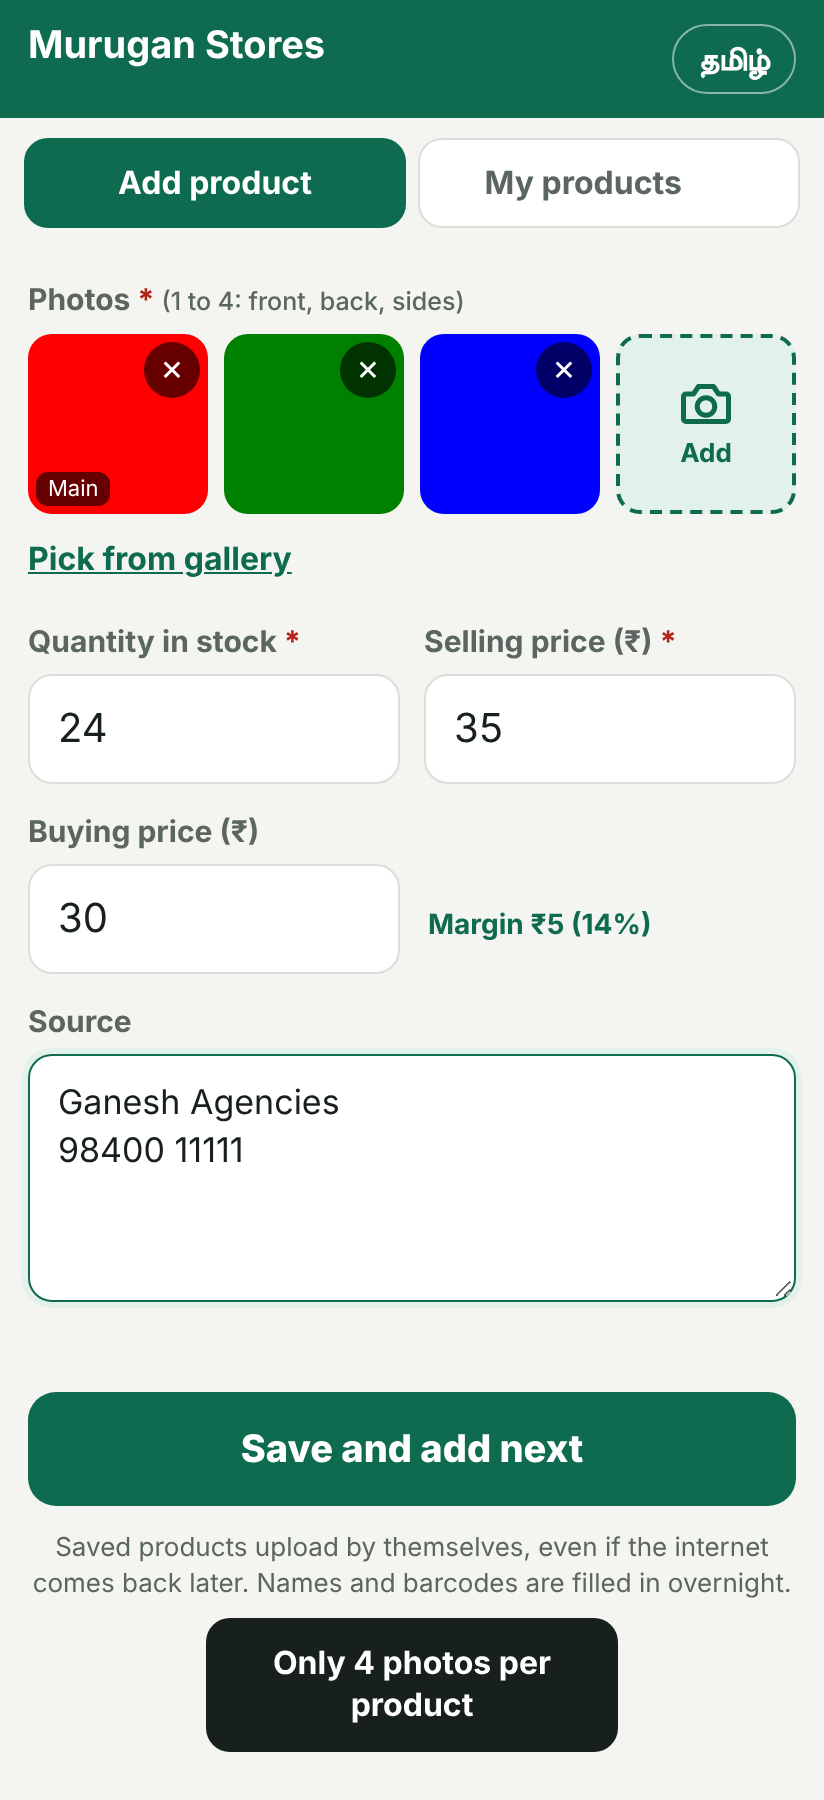 Murugan Stores
தமிழ்
Add product
My products
Photos * (1 to 4: front, back, sides)
Main
Add
Pick from gallery
Quantity in stock *
Selling price (₹) *
24
35
Buying price (₹)
30
Margin ₹5 (14%)
Source
Ganesh Agencies
98400 11111
Save and add next
Saved products upload by themselves, even if the internet
comes back later. Names and barcodes are filled in overnight.
Only 4 photos per
product